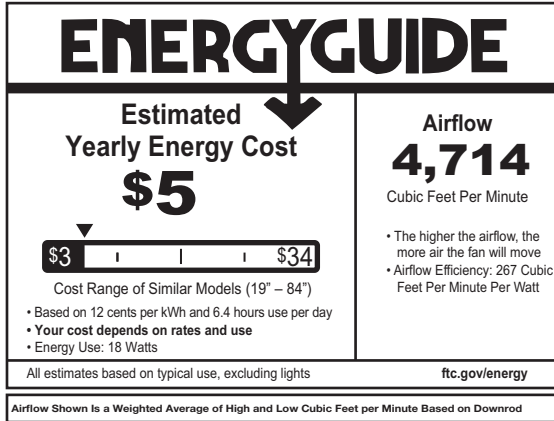 ENERGYGUIDE
Estimated
Yearly Energy Cost
$5
$3
$34
Cost Range of Similar Models (19” – 84”)
• Based on 12 cents per kWh and 6.4 hours use per day
• Your cost depends on rates and use
• Energy Use: 18 Watts
Airflow
4,714
Cubic Feet Per Minute
• The higher the airflow, the
more air the fan will move
• Airflow Efficiency: 267 Cubic
Feet Per Minute Per Watt
All estimates based on typical use, excluding lights
ftc.gov/energy
Airflow Shown Is a Weighted Average of High and Low Cubic Feet per Minute Based on Downrod